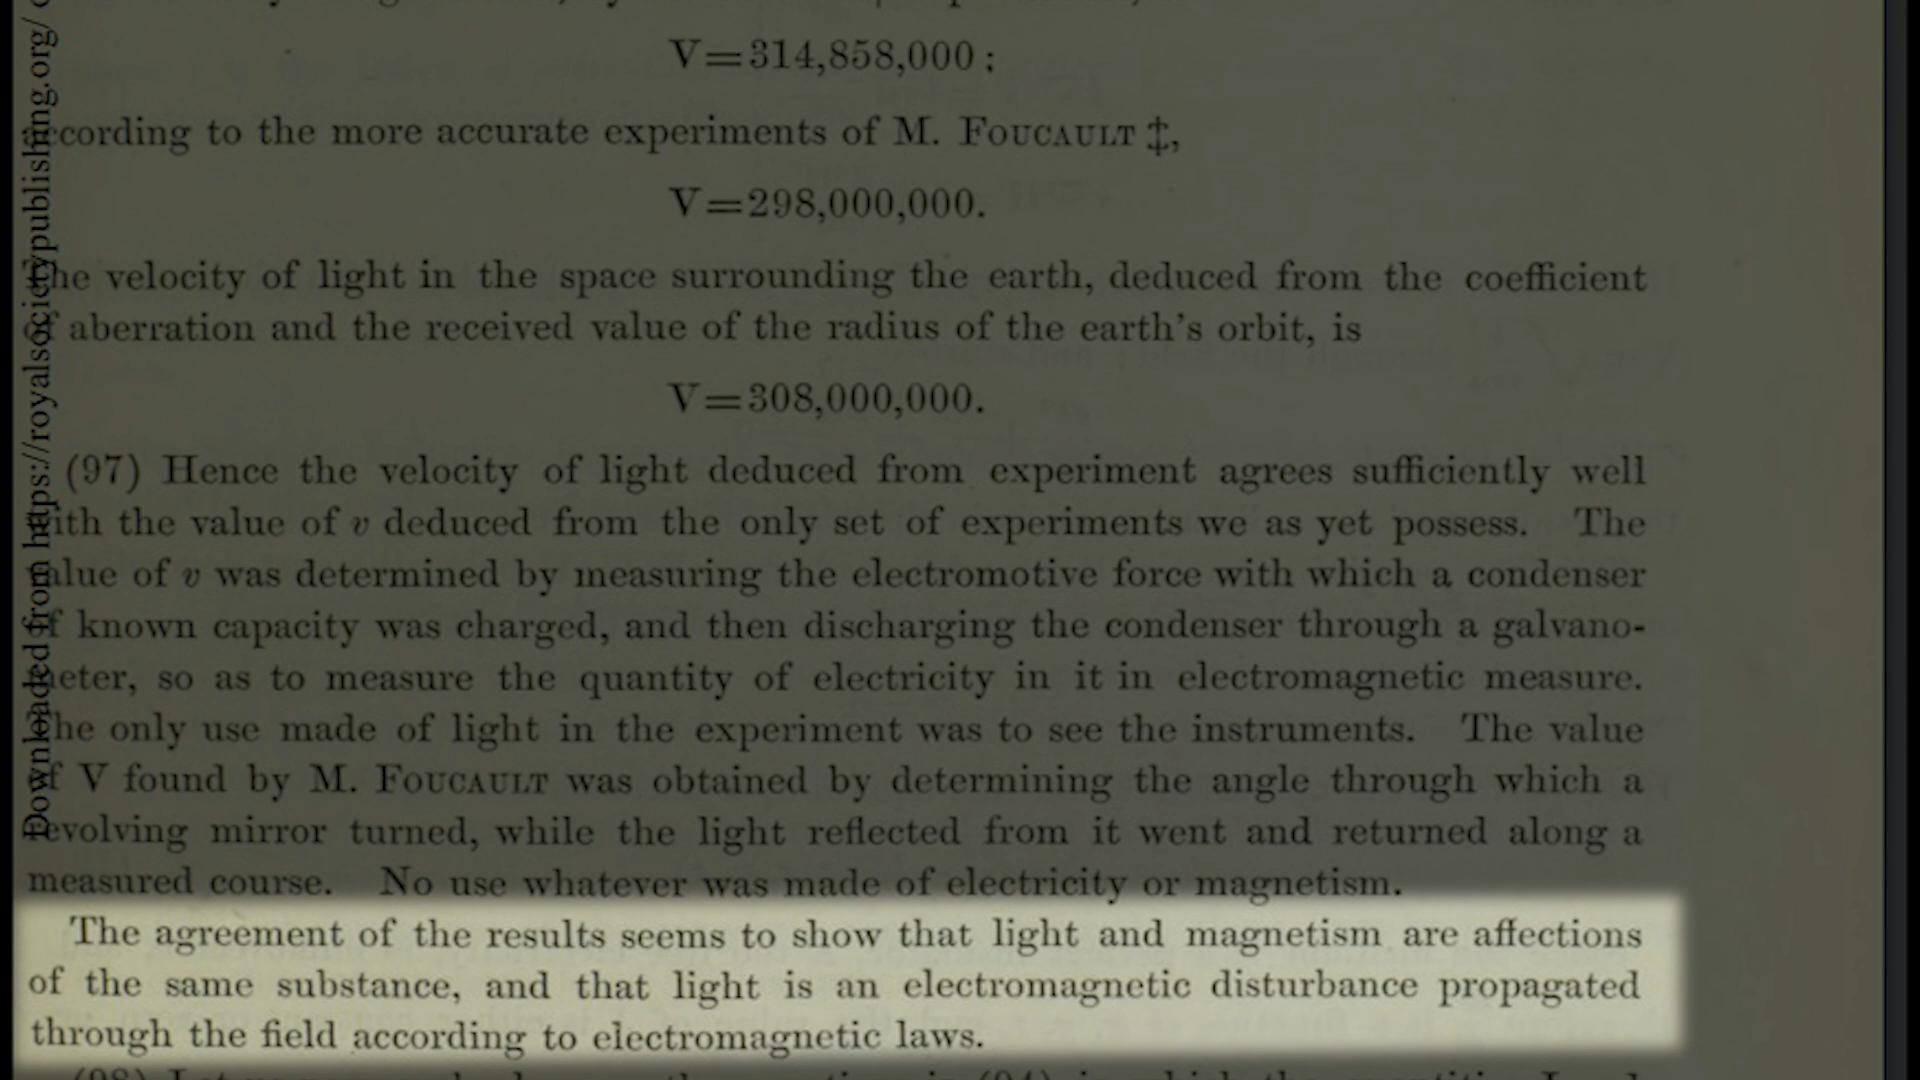 V=314,858,000 ;
according to the more accurate experiments of M. FOUCAULT ‡,
V=298,000,000.
The velocity of light in the space surrounding the earth, deduced from the coefficient
of aberration and the received value of the radius of the earth's orbit, is
V=308,000,000.
(97) Hence the velocity of light deduced from experiment agrees sufficiently well
with the value of v deduced from the only set of experiments we as yet possess. The
value of v was determined by measuring the electromotive force with which a condenser
of known capacity was charged, and then discharging the condenser through a galvano-
meter, so as to measure the quantity of electricity in it in electromagnetic measure.
The only use made of light in the experiment was to see the instruments. The value
of V found by M. FOUCAULT was obtained by determining the angle through which a
revolving mirror turned, while the light reflected from it went and returned along a
measured course. No use whatever was made of electricity or magnetism.
The agreement of the results seems to show that light and magnetism are affections
of the same substance, and that light is an electromagnetic disturbance propagated
through the field according to electromagnetic laws.
Downloaded from https://royalsocietypublishing.org/